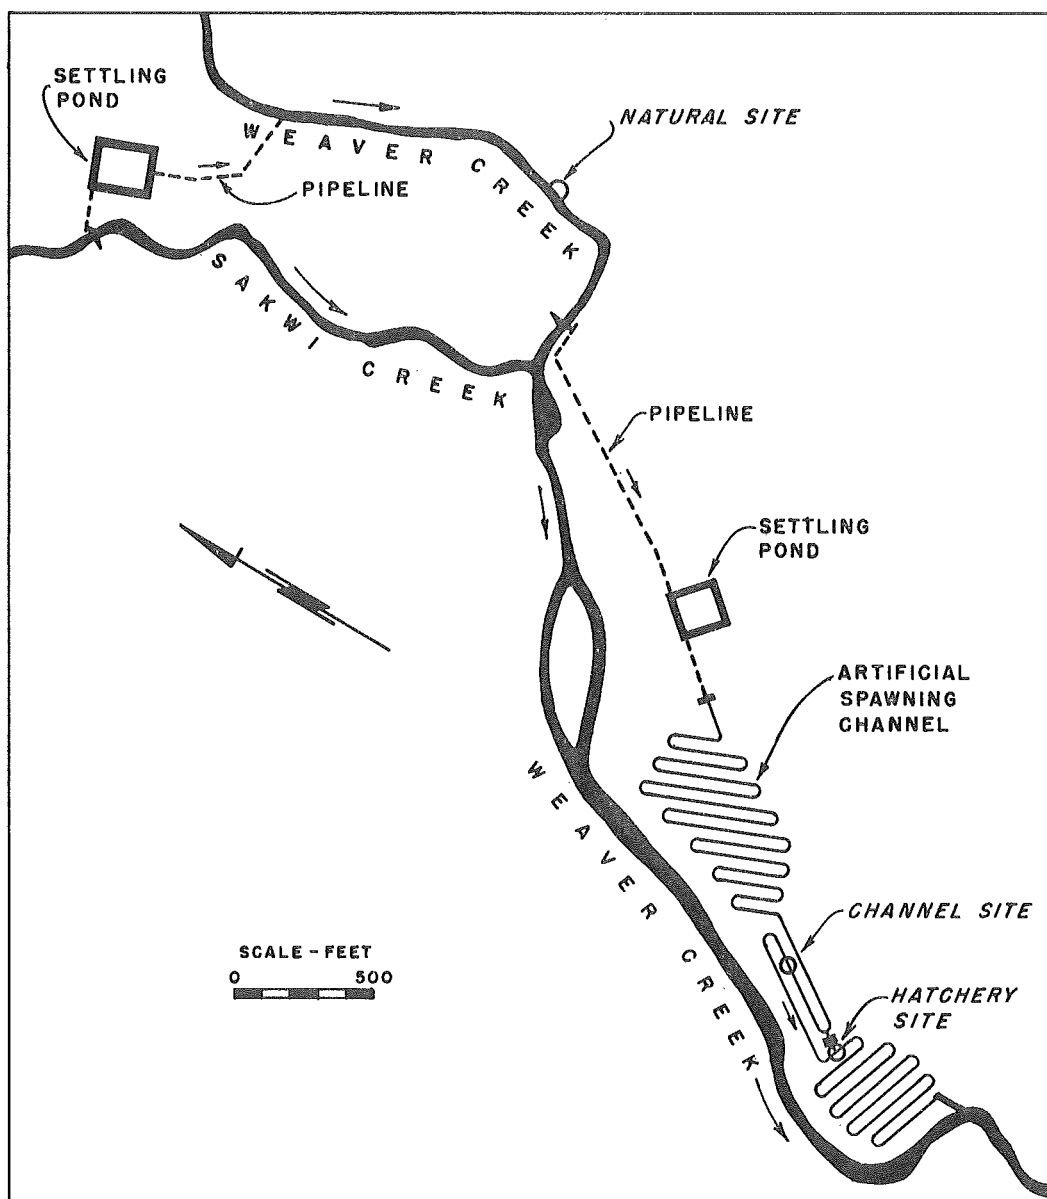 SETTLING
POND
WEAVER CREEK
NATURAL SITE
PIPELINE
SAKWI CREEK
PIPELINE
SETTLING
POND
ARTIFICIAL
SPAWNING
CHANNEL
WEAVER CREEK
CHANNEL SITE
SCALE - FEET
0 500
HATCHERY
SITE